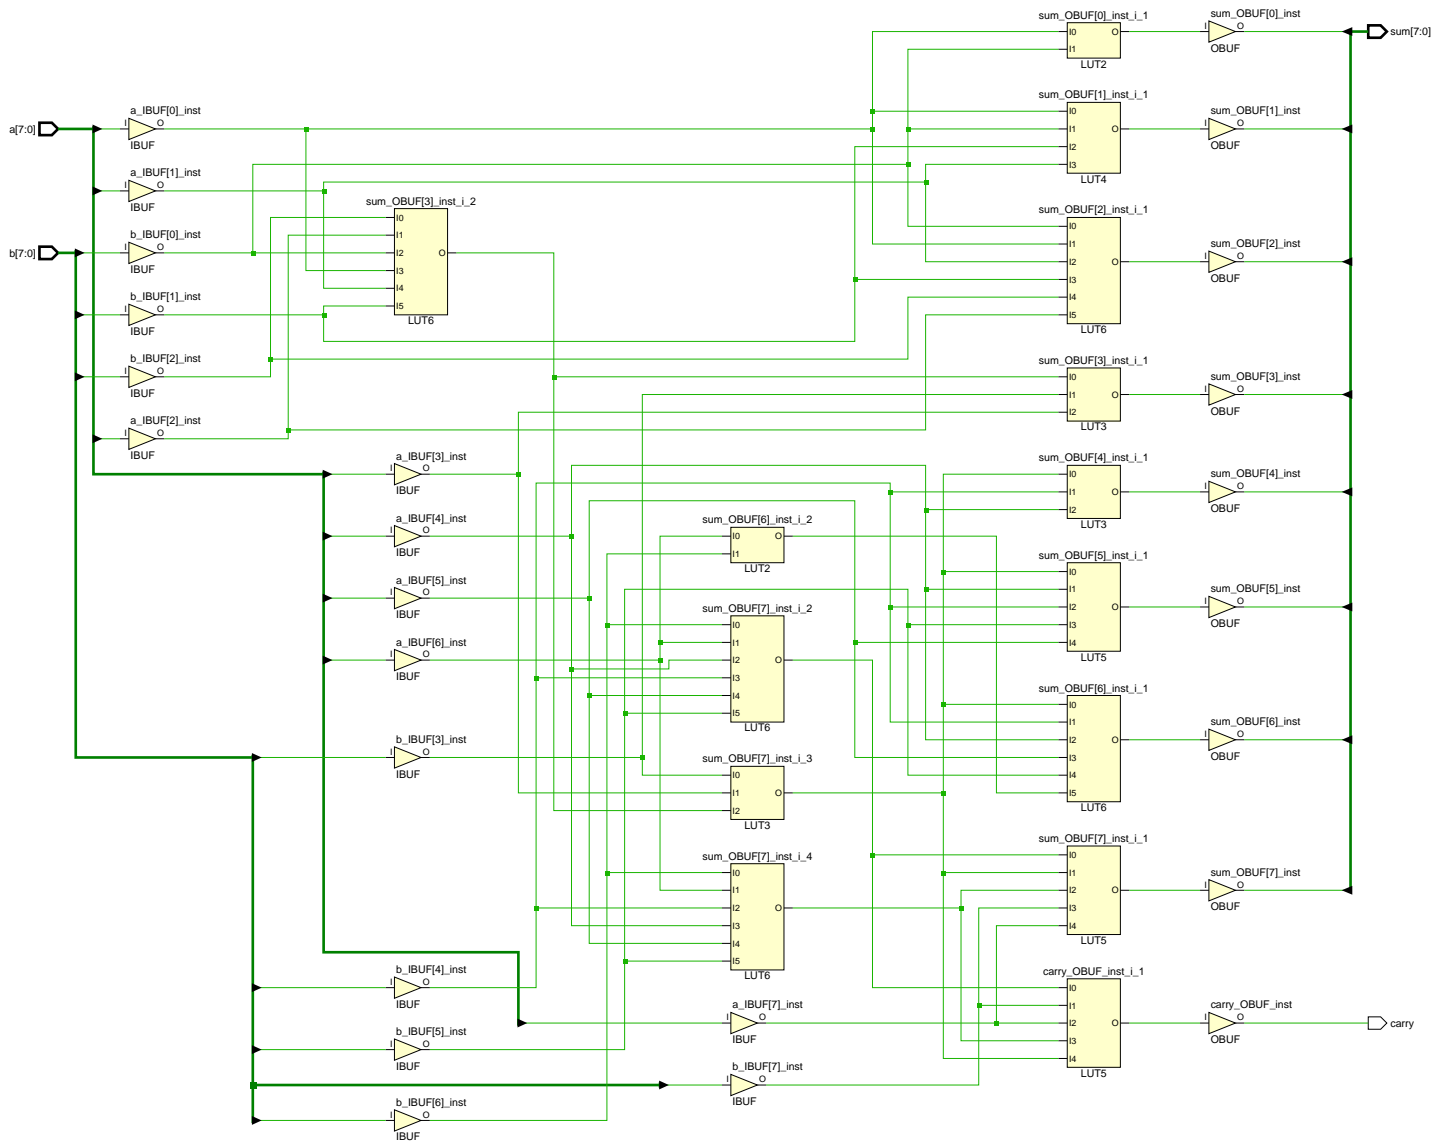 sum_OBUF[0]_inst_i_1
I0
I1
O
LUT2
sum_OBUF[0]_inst
I
O
OBUF
sum[7:0]
a[7:0]
a_IBUF[0]_inst
I
O
IBUF
sum_OBUF[1]_inst_i_1
I0
I1
I2
I3
O
LUT4
sum_OBUF[1]_inst
I
O
OBUF
a_IBUF[1]_inst
I
O
IBUF
sum_OBUF[3]_inst_i_2
I0
I1
I2
I3
I4
I5
O
LUT6
sum_OBUF[2]_inst_i_1
I0
I1
I2
I3
I4
I5
O
LUT6
sum_OBUF[2]_inst
I
O
OBUF
b[7:0]
b_IBUF[0]_inst
I
O
IBUF
b_IBUF[1]_inst
I
O
IBUF
b_IBUF[2]_inst
I
O
IBUF
sum_OBUF[3]_inst_i_1
I0
I1
I2
O
LUT3
sum_OBUF[3]_inst
I
O
OBUF
a_IBUF[2]_inst
I
O
IBUF
a_IBUF[3]_inst
I
O
IBUF
sum_OBUF[4]_inst_i_1
I0
I1
I2
O
LUT3
sum_OBUF[4]_inst
I
O
OBUF
a_IBUF[4]_inst
I
O
IBUF
sum_OBUF[6]_inst_i_2
I0
I1
O
LUT2
sum_OBUF[5]_inst_i_1
I0
I1
I2
I3
I4
O
LUT5
sum_OBUF[5]_inst
I
O
OBUF
a_IBUF[5]_inst
I
O
IBUF
sum_OBUF[7]_inst_i_2
I0
I1
I2
I3
I4
I5
O
LUT6
a_IBUF[6]_inst
I
O
IBUF
sum_OBUF[6]_inst_i_1
I0
I1
I2
I3
I4
I5
O
LUT6
sum_OBUF[6]_inst
I
O
OBUF
b_IBUF[3]_inst
I
O
IBUF
sum_OBUF[7]_inst_i_3
I0
I1
I2
O
LUT3
sum_OBUF[7]_inst_i_1
I0
I1
I2
I3
I4
O
LUT5
sum_OBUF[7]_inst
I
O
OBUF
sum_OBUF[7]_inst_i_4
I0
I1
I2
I3
I4
I5
O
LUT6
b_IBUF[4]_inst
I
O
IBUF
carry_OBUF_inst_i_1
I0
I1
I2
I3
I4
O
LUT5
carry_OBUF_inst
I
O
OBUF
carry
a_IBUF[7]_inst
I
O
IBUF
b_IBUF[5]_inst
I
O
IBUF
b_IBUF[7]_inst
I
O
IBUF
b_IBUF[6]_inst
I
O
IBUF